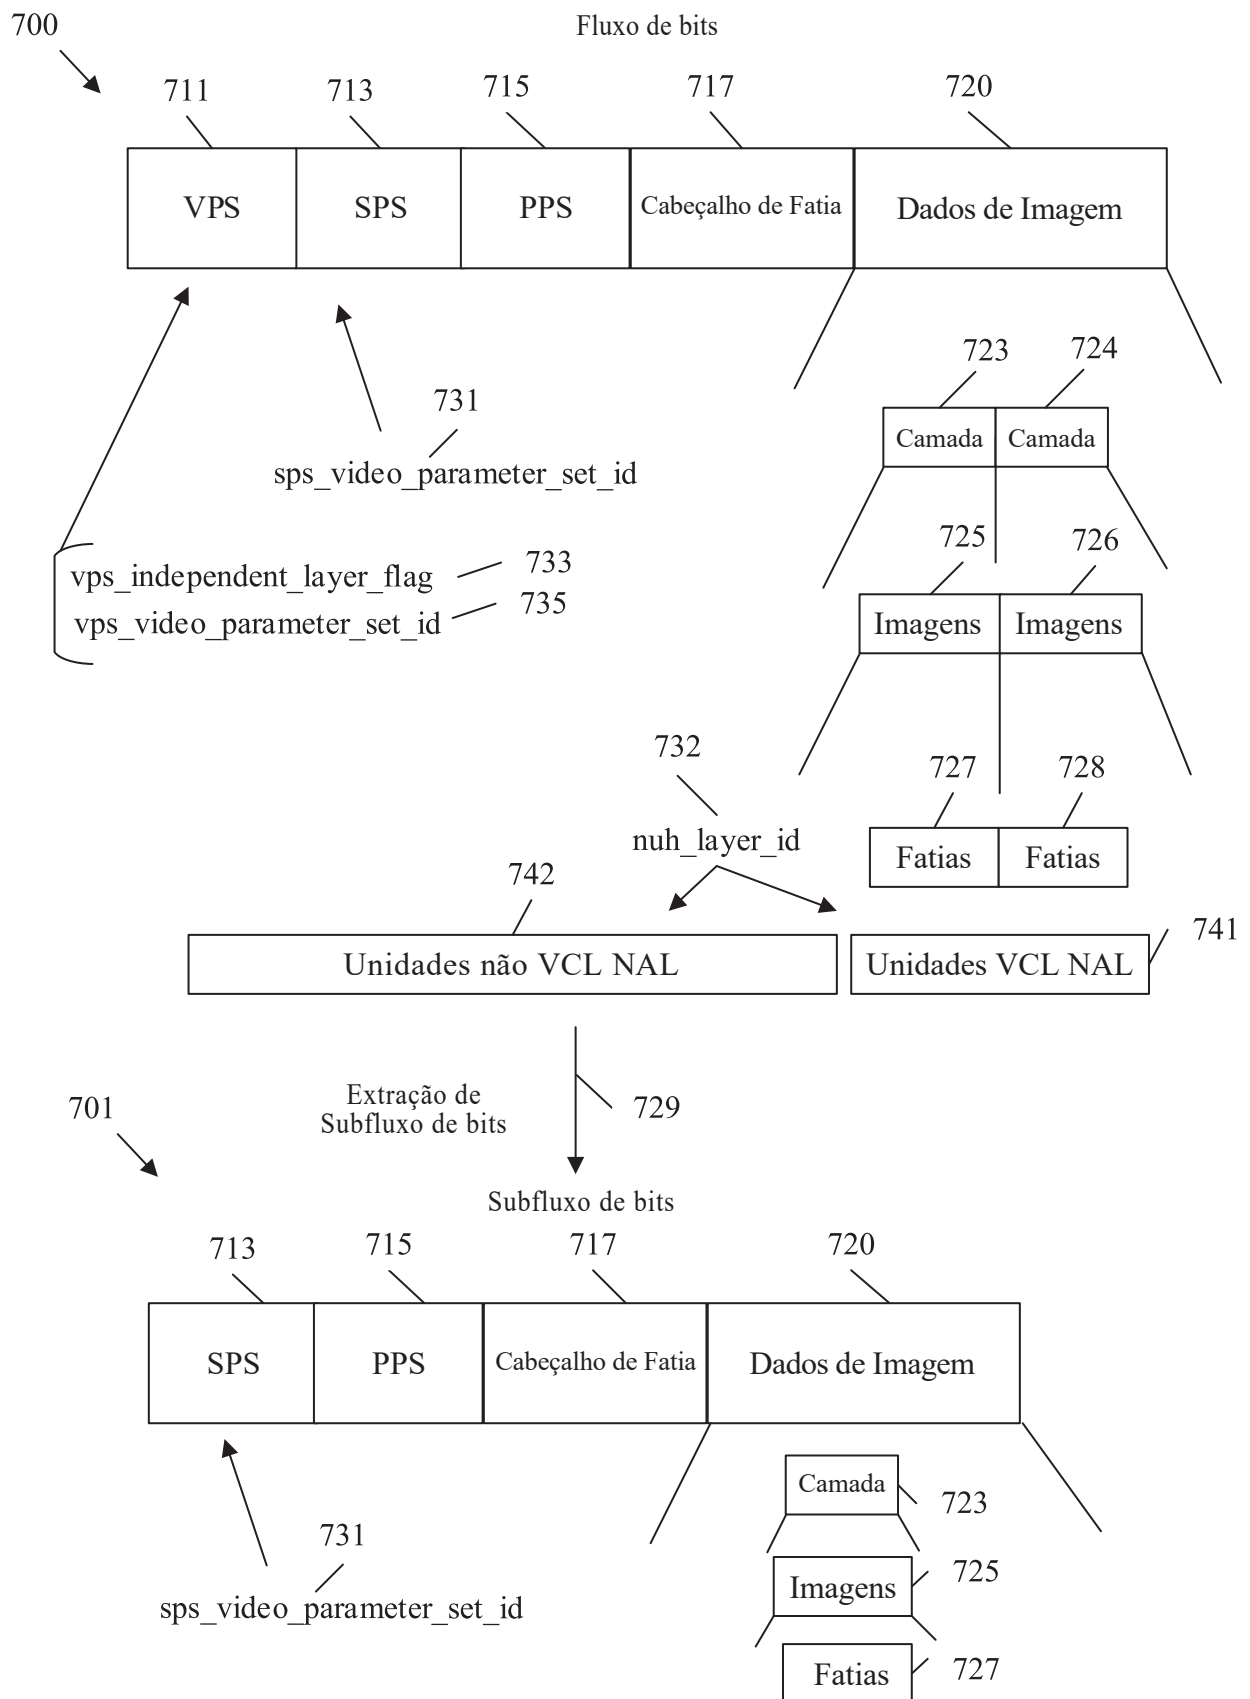 700
Fluxo de bits
711
713
715
717
720
VPS
SPS
PPS
Cabeçalho de Fatia
Dados de Imagem
723
724
Camada
Camada
731
sps_video_parameter_set_id
725
726
vps_independent_layer_flag
733
vps_video_parameter_set_id
735
Imagens
Imagens
732
727
728
nuh_layer_id
Fatias
Fatias
742
741
Unidades não VCL NAL
Unidades VCL NAL
701
Extração de
Subfluxo de bits
729
Subfluxo de bits
713
715
717
720
SPS
PPS
Cabeçalho de Fatia
Dados de Imagem
Camada
723
731
sps_video_parameter_set_id
Imagens
725
Fatias
727